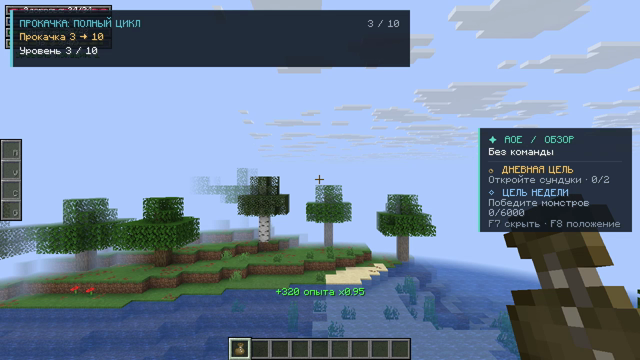 ПРОКАЧКА: ПОЛНЫЙ ЦИКЛ 3 / 10
Прокачка 3 → 10
Уровень 3 / 10
AOE / ОБЗОР
Без команды
ДНЕВНАЯ ЦЕЛЬ
Откройте сундуки · 0/2
ЦЕЛЬ НЕДЕЛИ
Победите монстров
0/6000
F7 скрыть · F8 положение
+320 опыта x0.95